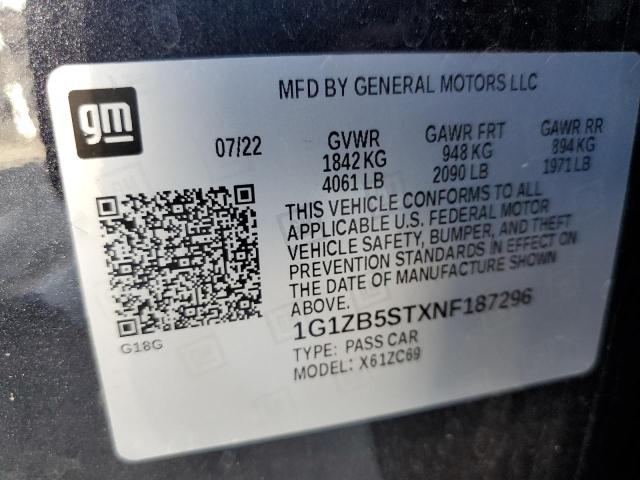 MFD BY GENERAL MOTORS LLC
gm
07/22 GVWR GAWR FRT GAWR RR
1842 KG 948 KG 894 KG
4061 LB 2090 LB 1971 LB
THIS VEHICLE CONFORMS TO ALL
APPLICABLE U.S. FEDERAL MOTOR
VEHICLE SAFETY, BUMPER, AND THEFT
PREVENTION STANDARDS IN EFFECT ON
THE DATE OF MANUFACTURE SHOWN
ABOVE.
1G1ZB5STXNF187296
G18G
TYPE: PASS CAR
MODEL: X61ZC69